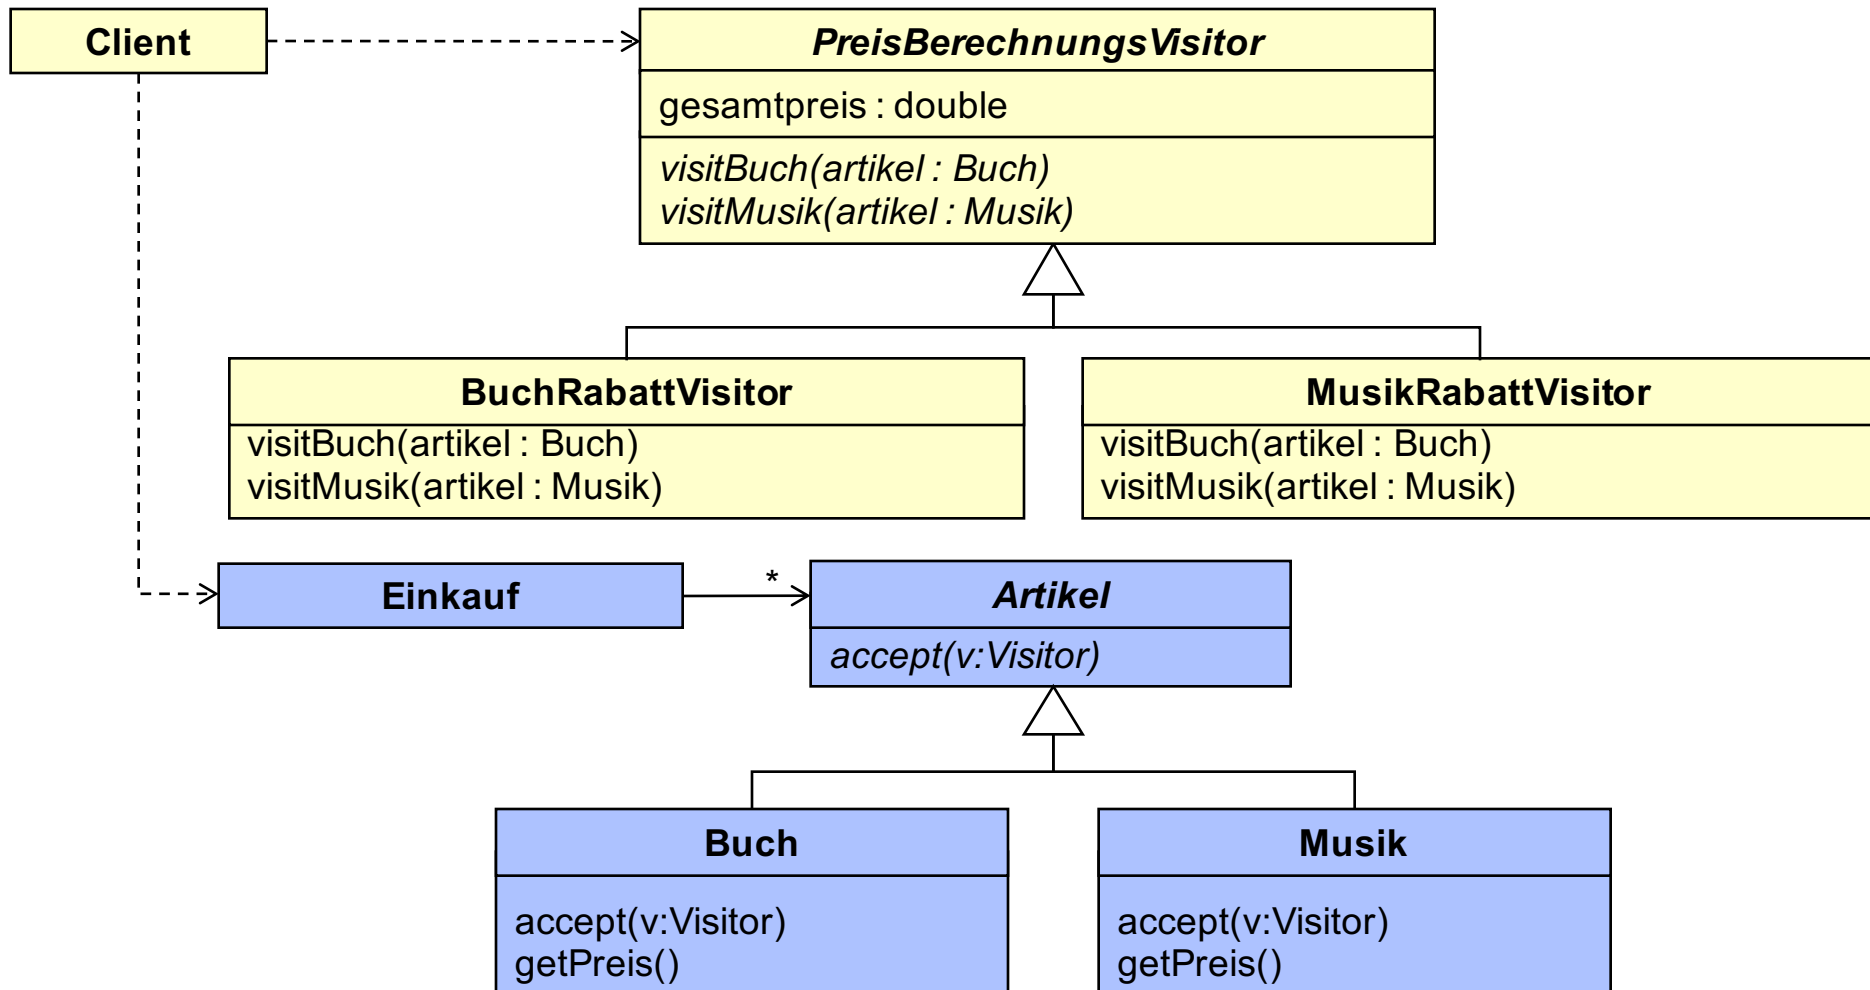 Client
PreisBerechnungsVisitor
gesamtpreis : double
visitBuch(artikel : Buch)
visitMusik(artikel : Musik)
BuchRabattVisitor
visitBuch(artikel : Buch)
visitMusik(artikel : Musik)
MusikRabattVisitor
visitBuch(artikel : Buch)
visitMusik(artikel : Musik)
Einkauf
*
Artikel
accept(v:Visitor)
Buch
accept(v:Visitor)
getPreis()
Musik
accept(v:Visitor)
getPreis()